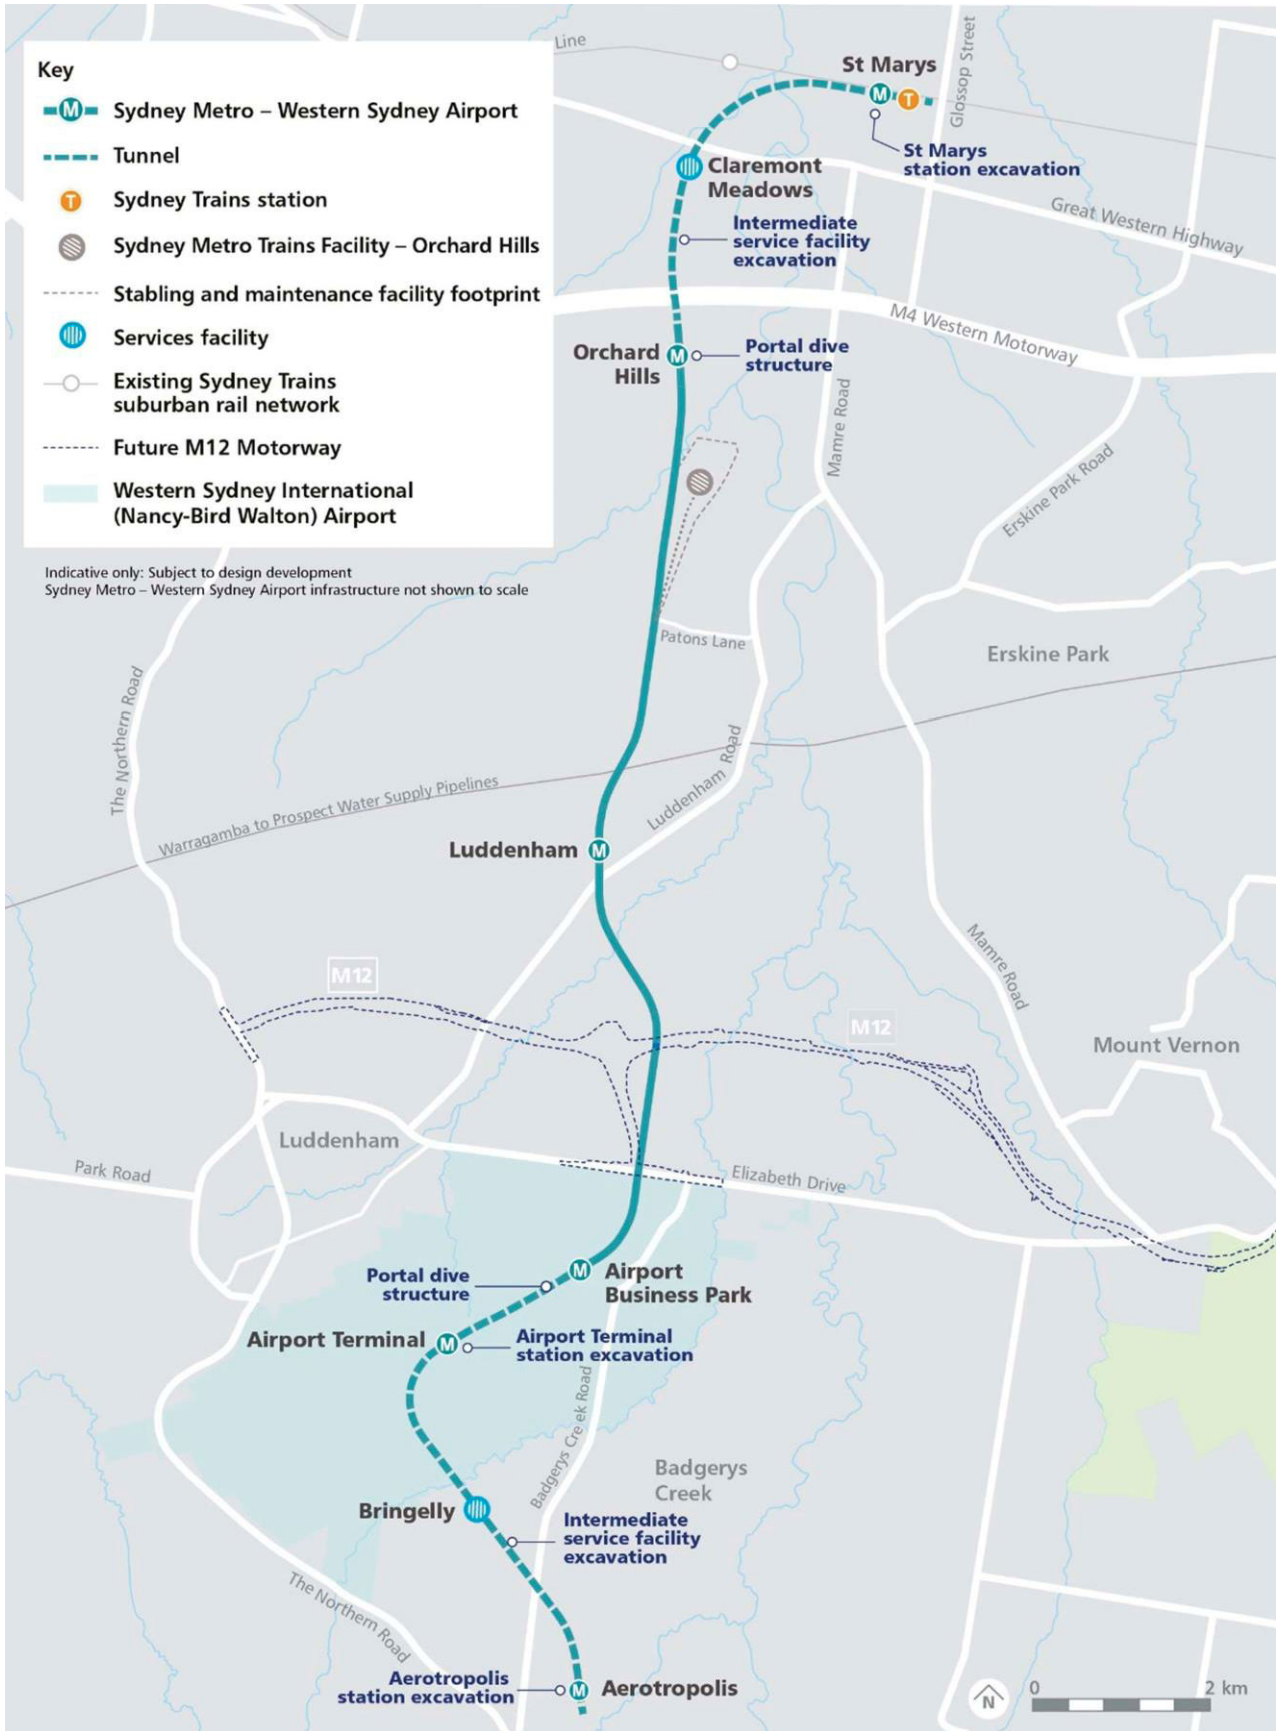 Key
M
Sydney Metro – Western Sydney Airport
Tunnel
T
Sydney Trains station
Sydney Metro Trains Facility – Orchard Hills
Stabling and maintenance facility footprint
Services facility
Existing Sydney Trains
suburban rail network
Future M12 Motorway
Western Sydney International
(Nancy-Bird Walton) Airport
Indicative only: Subject to design development
Sydney Metro – Western Sydney Airport infrastructure not shown to scale
Line
St Marys
M
T
Glossop Street
St Marys
station excavation
Claremont
Meadows
Great Western Highway
Intermediate
service facility
excavation
M4 Western Motorway
Orchard
Hills
M
Portal dive
structure
Mamre Road
Erskine Park Road
Patons Lane
Erskine Park
The Northern Road
Luddenham Road
Warragamba to Prospect Water Supply Pipelines
Luddenham
M
Mamre Road
M12
M12
Mount Vernon
Luddenham
Park Road
Elizabeth Drive
Portal dive
structure
M
Airport
Business Park
Airport Terminal
M
Airport Terminal
station excavation
Badgerys Cre ek Road
Badgerys
Creek
Bringelly
Intermediate
service facility
excavation
The Northern Road
Aerotropolis
station excavation
M
Aerotropolis
N
0
2 km